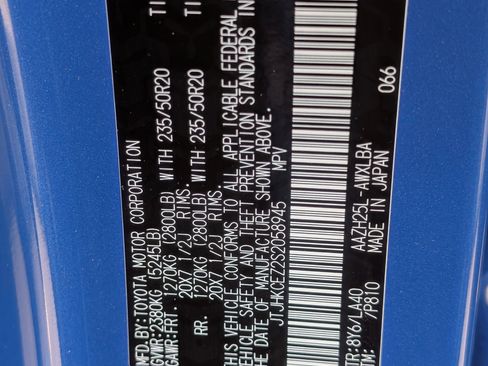 MFD.BY:TOYOTA MOTOR CORPORATION
GVWR:2380KG (5245LB)
GAWR:FRT. 1270KG (2800LB) WITH 235/50R20 TI
20X7 1/2J RIMS.
RR. 1270KG (2800LB) WITH 235/50R20 TI
20X7 1/2J RIMS.
THIS VEHICLE CONFORMS TO ALL APPLICABLE FEDERAL
SAFETY AND THEFT PREVENTION STANDARDS IN
THE DATE OF MANUFACTURE SHOWN ABOVE.
JTJHKCEZ2S2058945 MPV
TR:8Y6/LA40 AAZH25L-AWXLBA
TM: /P810 MADE IN JAPAN
066